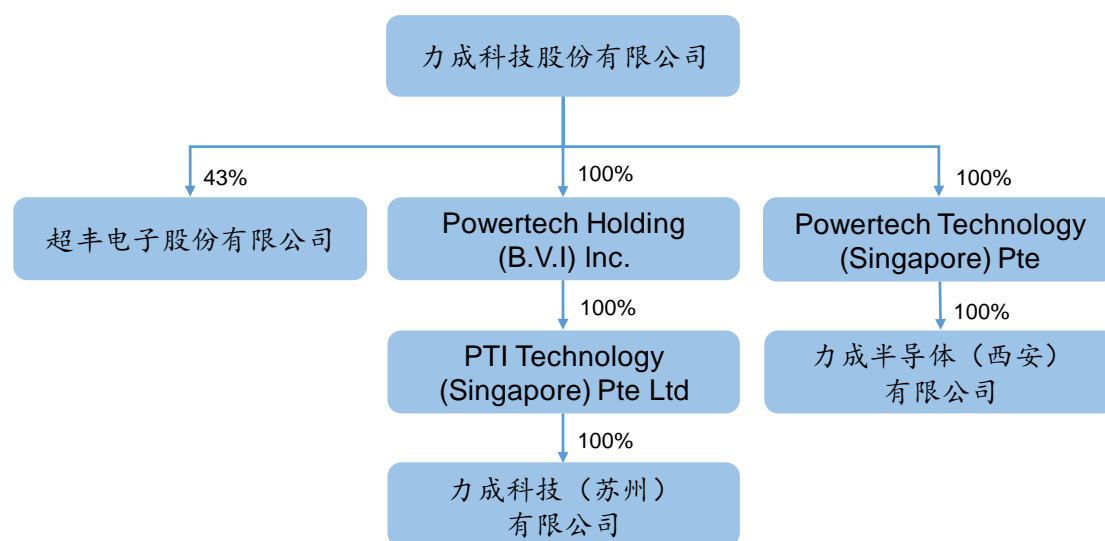 力成科技股份有限公司
43%
100%
100%
超丰电子股份有限公司
Powertech Holding
(B.V.I) Inc.
Powertech Technology
(Singapore) Pte
100%
100%
PTI Technology
(Singapore) Pte Ltd
力成半导体（西安）
有限公司
100%
力成科技（苏州）
有限公司